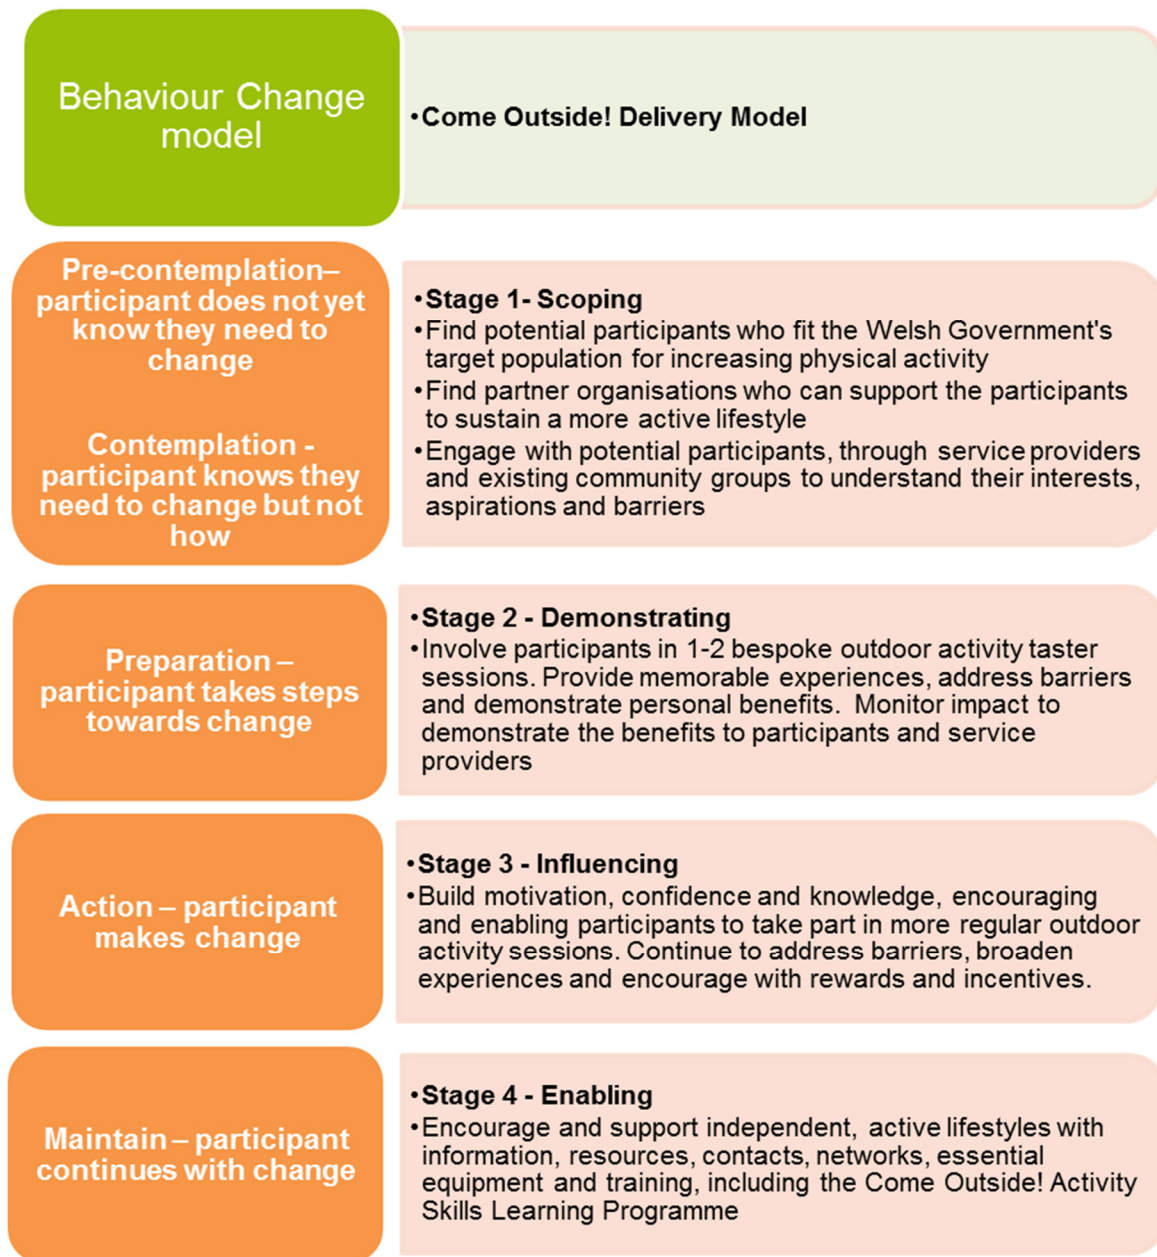 Behaviour Change
model
•Come Outside! Delivery Model
Pre-contemplation–
participant does not yet
know they need to
change
Contemplation -
participant knows they
need to change but not
how
•Stage 1- Scoping
•Find potential participants who fit the Welsh Government's
target population for increasing physical activity
•Find partner organisations who can support the participants
to sustain a more active lifestyle
•Engage with potential participants, through service providers
and existing community groups to understand their interests,
aspirations and barriers
Preparation –
participant takes steps
towards change
•Stage 2 - Demonstrating
•Involve participants in 1-2 bespoke outdoor activity taster
sessions. Provide memorable experiences, address barriers
and demonstrate personal benefits. Monitor impact to
demonstrate the benefits to participants and service
providers
Action – participant
makes change
•Stage 3 - Influencing
•Build motivation, confidence and knowledge, encouraging
and enabling participants to take part in more regular outdoor
activity sessions. Continue to address barriers, broaden
experiences and encourage with rewards and incentives.
Maintain – participant
continues with change
•Stage 4 - Enabling
•Encourage and support independent, active lifestyles with
information, resources, contacts, networks, essential
equipment and training, including the Come Outside! Activity
Skills Learning Programme